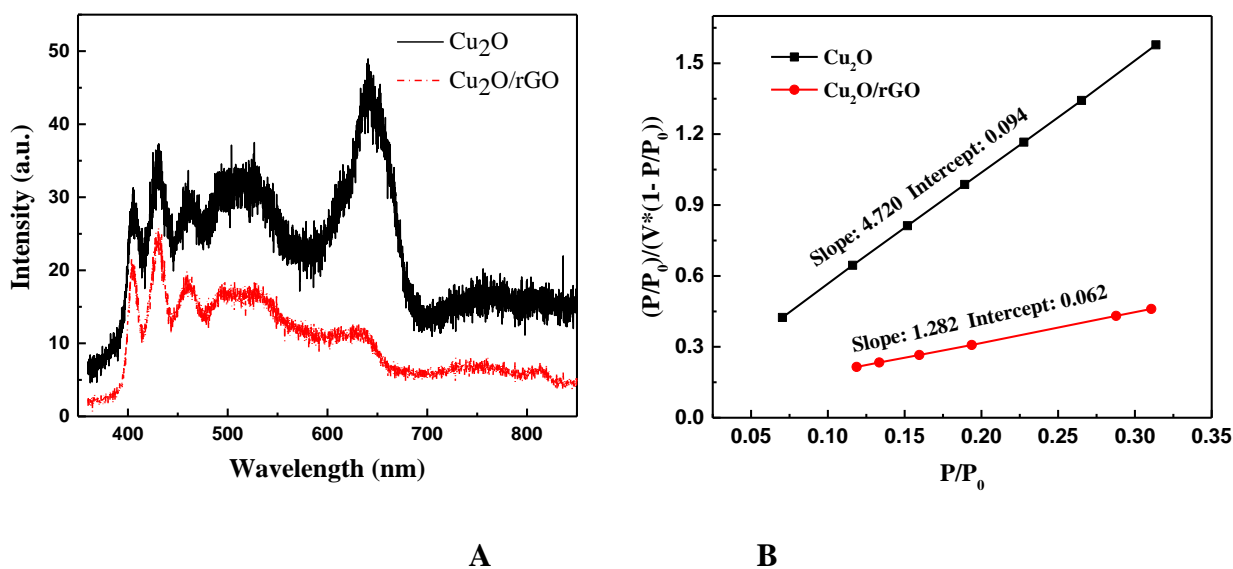 Cu2O
Cu2O/rGO
Intensity (a.u.)
50
40
30
20
10
0
400 500 600 700 800
Wavelength (nm)
A
Cu2O
Cu2O/rGO
Slope: 4.720 Intercept: 0.094
Slope: 1.282 Intercept: 0.062
(P/P0)/(V*(1- P/P0))
1.5
1.2
0.9
0.6
0.3
0.0
0.05 0.10 0.15 0.20 0.25 0.30 0.35
P/P0
B